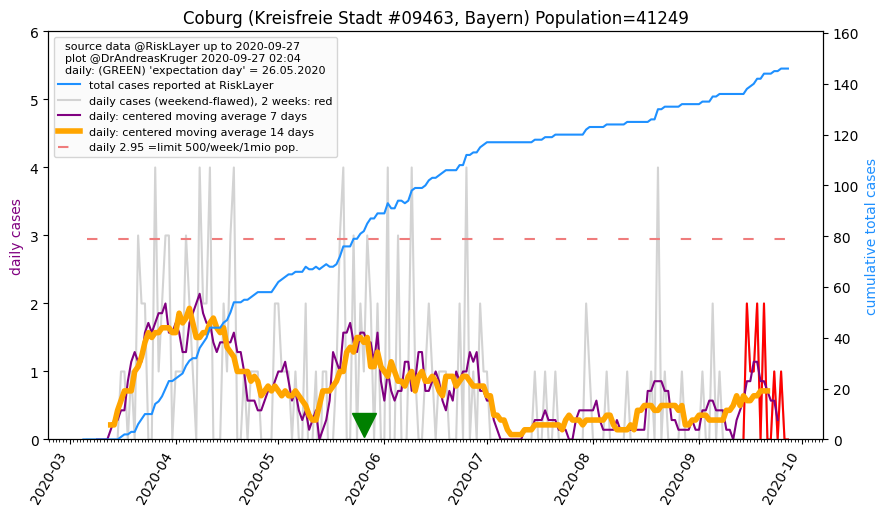 Coburg (Kreisfreie Stadt #09463, Bayern) Population=41249
source data @RiskLayer up to 2020-09-27
plot @DrAndreasKruger 2020-09-27 02:04
daily: (GREEN) 'expectation day' = 26.05.2020
total cases reported at RiskLayer
daily cases (weekend-flawed), 2 weeks: red
daily: centered moving average 7 days
daily: centered moving average 14 days
daily 2.95 =limit 500/week/1mio pop.
daily cases
6
5
4
3
2
1
0
cumulative total cases
160
140
120
100
80
60
40
20
0
2020-03
2020-04
2020-05
2020-06
2020-07
2020-08
2020-09
2020-10